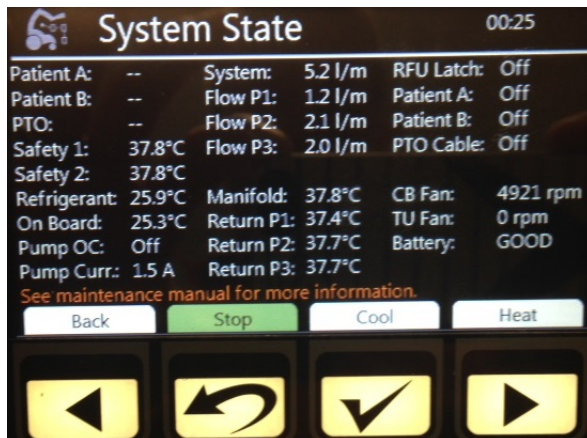 System State 00:25
Patient A: -- System: 5.2 l/m RFU Latch: Off
Patient B: -- Flow P1: 1.2 l/m Patient A: Off
PTO: -- Flow P2: 2.1 l/m Patient B: Off
Safety 1: 37.8°C Flow P3: 2.0 l/m PTO Cable: Off
Safety 2: 37.8°C
Refrigerant: 25.9°C Manifold: 37.8°C CB Fan: 4921 rpm
On Board: 25.3°C Return P1: 37.4°C TU Fan: 0 rpm
Pump OC: Off Return P2: 37.7°C Battery: GOOD
Pump Curr.: 1.5 A Return P3: 37.7°C
See maintenance manual for more information.
Back Stop Cool Heat